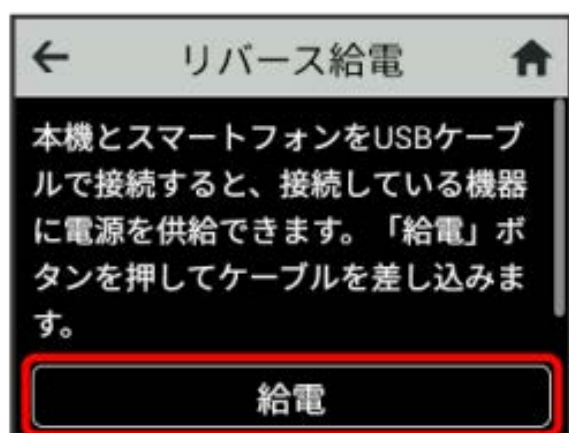 リバース給電
本機とスマートフォンをUSBケーブ
ルで接続すると、接続している機器
に電源を供給できます。「給電」ボ
タンを押してケーブルを差し込みま
す。
給電